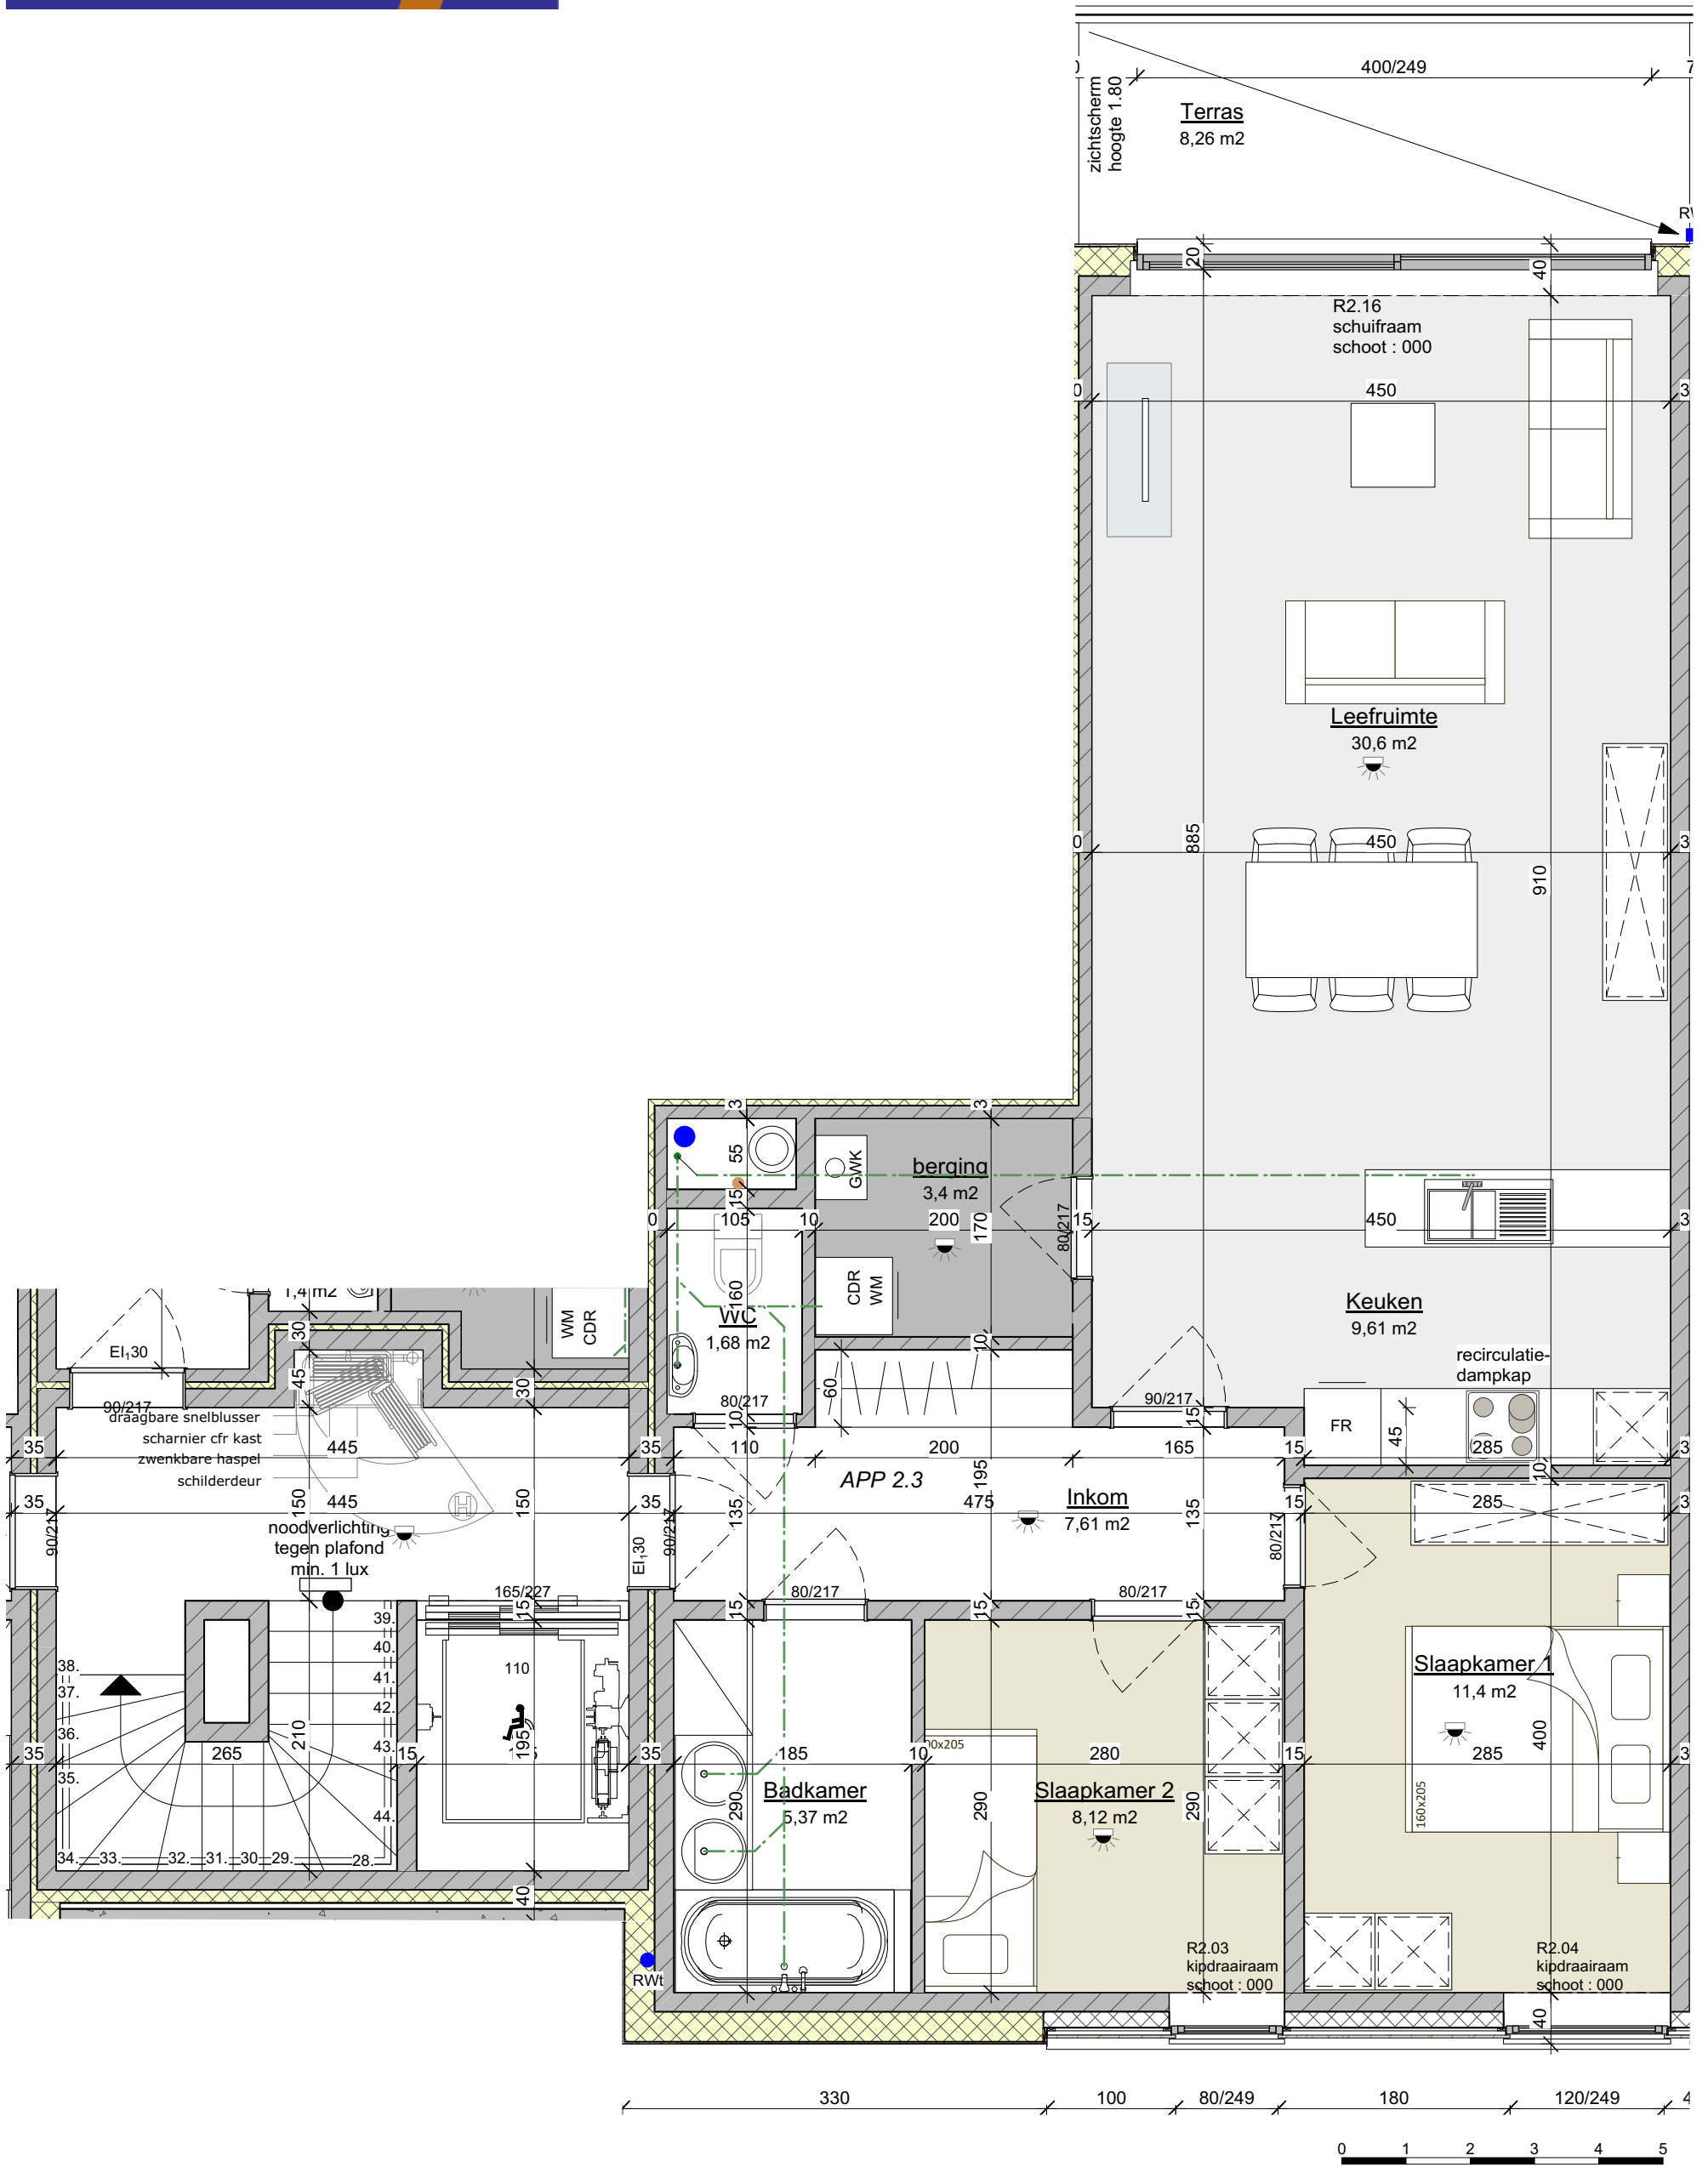 400/249
zichtscherm
hoogte 1.80
Terras
8,26 m2
20
40
R2.16
schuifraam
schoot : 000
450
Leefruimte
30,6 m2
885
450
910
3
3
55
15
GWK
berging
3,4 m2
0
105
10
200
170
80/217
15
450
160
WC
1,68 m2
CDR
WM
10
60
80/217
10
Keuken
9,61 m2
recirculatie-
dampkap
90/217
15
FR
45
285
10
1,4 m2
WM
CDR
30
EI₁30
45
30
90/217
draagbare snelblusser
scharnier cfr kast
zwenkbare haspel
schilderdeur
35
445
35
110
200
165
15
APP 2.3
195
35
445
35
475
15
285
150
150
135
135
H
Inkom
7,61 m2
90/217
noodverlichting
tegen plafond
min. 1 lux
EI₁30
90/217
80/217
165/227
15
80/217
80/217
15
15
15
39.
40.
41.
42.
43.
44.
38.
37.
36.
35.
34.
33.
32.
31.
30
29.
28.
110
210
195
35
265
15
35
185
10
280
15
285
400
Slaapkamer 1
11,4 m2
160x205
Badkamer
5,37 m2
290
290
290
Slaapkamer 2
8,12 m2
40
RWt
R2.03
kipdraairaam
schoot : 000
R2.04
kipdraairaam
schoot : 000
40
330
100
80/249
180
120/249
0
1
2
3
4
5